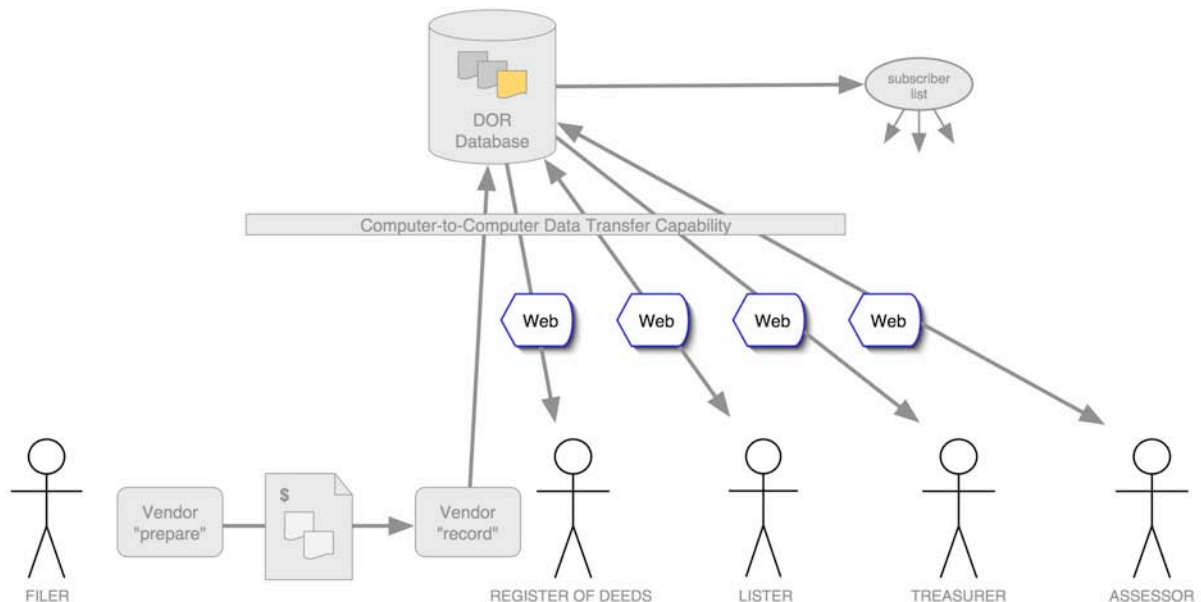 subscriber
list
DOR
Database
Computer-to-Computer Data Transfer Capability
Web
Web
Web
Web
$
Vendor
"prepare"
Vendor
"record"
FILER
REGISTER OF DEEDS
LISTER
TREASURER
ASSESSOR